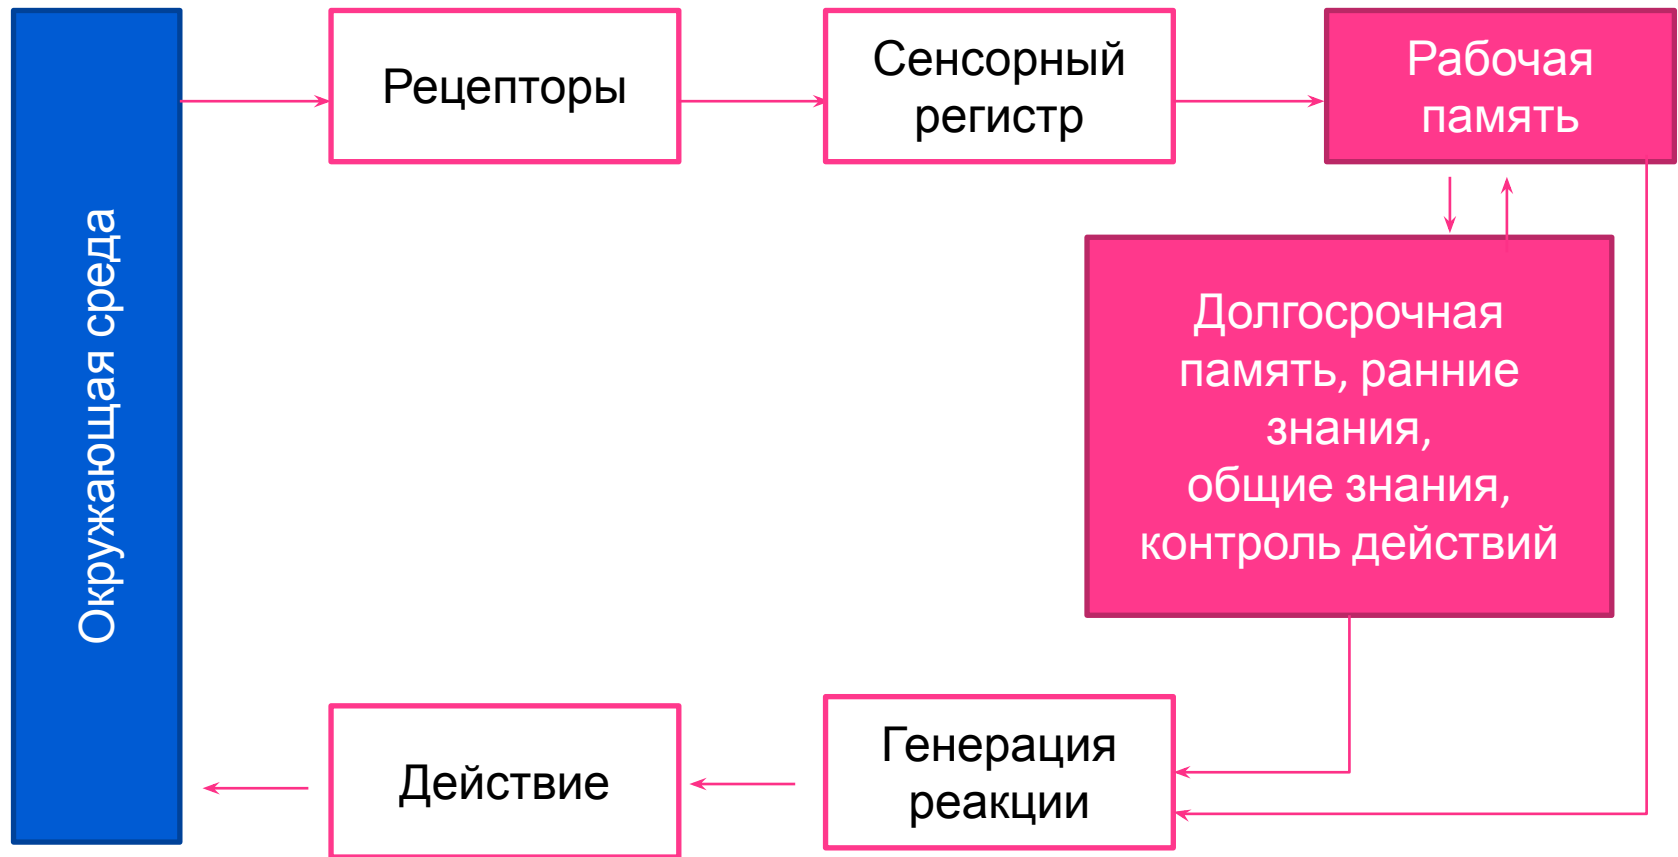 Окружающая среда
Рецепторы
Сенсорный
регистр
Рабочая
память
Долгосрочная
память, ранние
знания,
общие знания,
контроль действий
Генерация
реакции
Действие